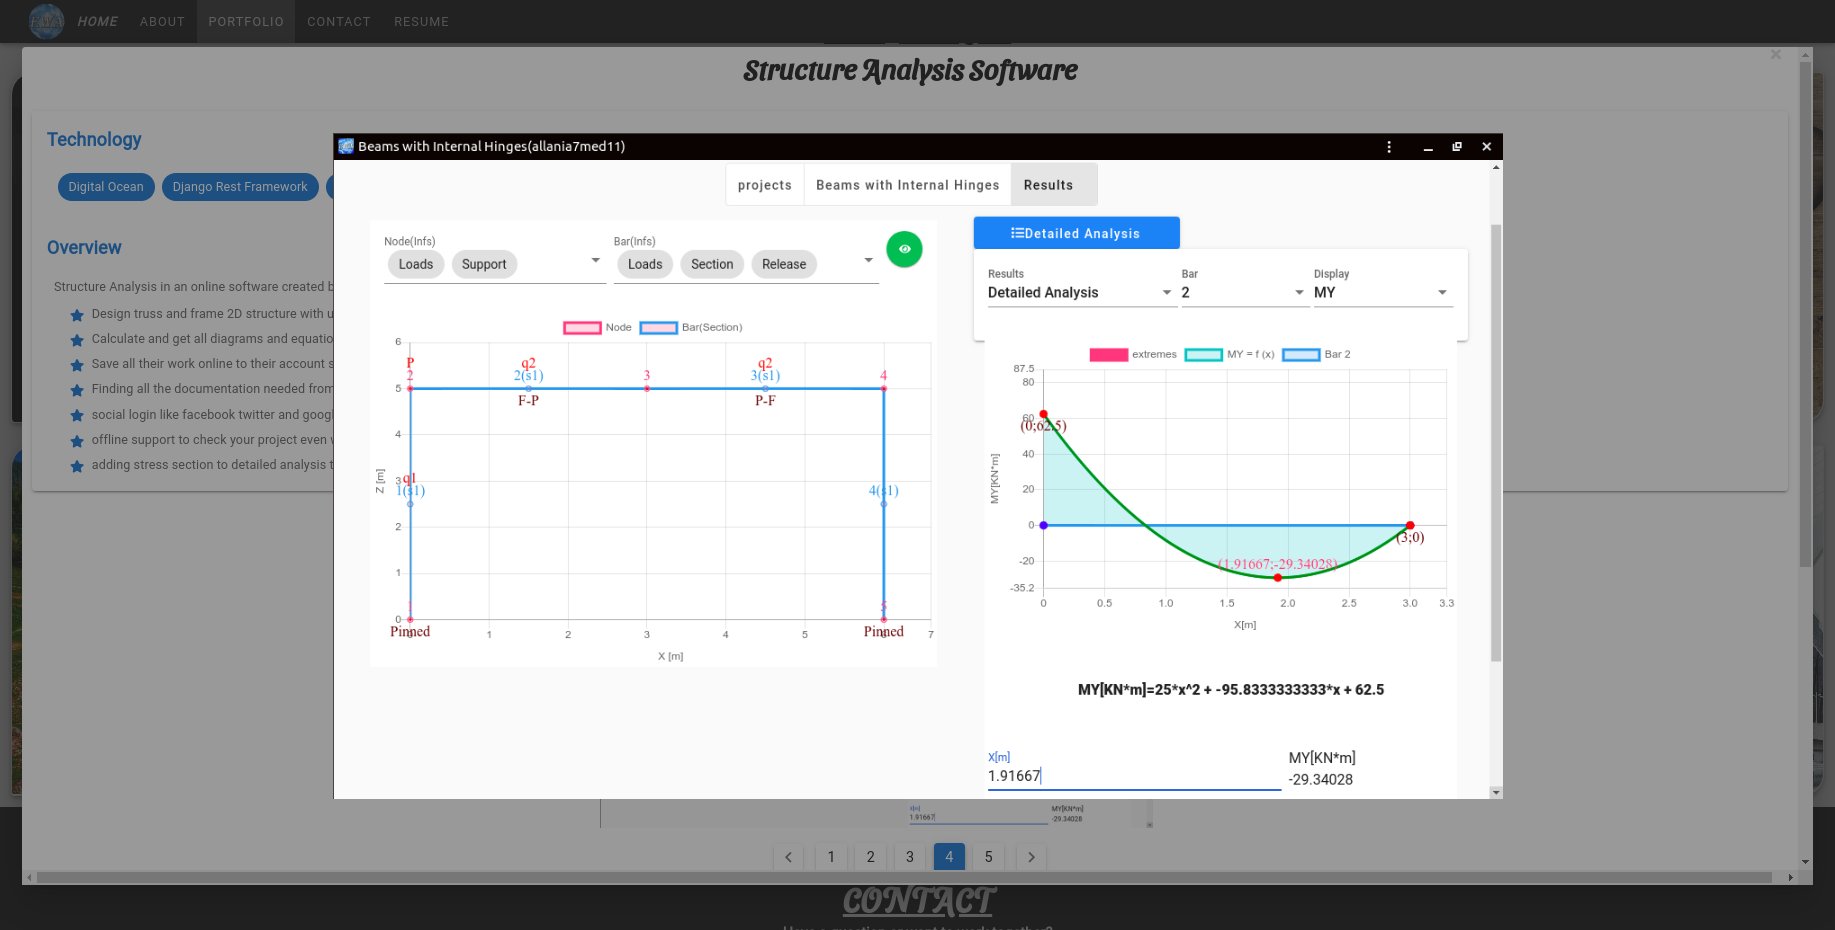 HOME ABOUT PORTFOLIO CONTACT RESUME
Structure Analysis Software
Technology
Digital Ocean Django Rest Framework
Overview
Structure Analysis in an online software created b
Design truss and frame 2D structure with u
Calculate and get all diagrams and equatio
Save all their work online to their account s
Finding all the documentation needed from
social login like facebook twitter and googl
offline support to check your project even v
adding stress section to detailed analysis t
Beams with Internal Hinges(allania7med11)
projects Beams with Internal Hinges Results
Node(Infs)
Loads Support
Bar(Infs)
Loads Section Release
Node Bar(Section)
6
5
4
3
2
1
0
Z [m]
P
2
q2
2(s1)
F-P
3
q2
3(s1)
P-F
4
q1
1(s1)
4(s1)
1
5
Pinned
Pinned
1 2 3 4 5 6 7
X [m]
Detailed Analysis
Results
Detailed Analysis
Bar
2
Display
MY
extremes MY = f (x) Bar 2
87.5
80
60
40
20
0
-20
-35.2
MY[KN*m]
(0;62.5)
(3;0)
(1.91667;-29.34028)
0 0.5 1.0 1.5 2.0 2.5 3.0 3.3
X[m]
MY[KN*m]=25*x^2 + -95.8333333333*x + 62.5
X[m]
1.91667
MY[KN*m]
-29.34028
X[m]
1.91667
MY[KN*m]
-29.34028
1 2 3 4 5
CONTACT